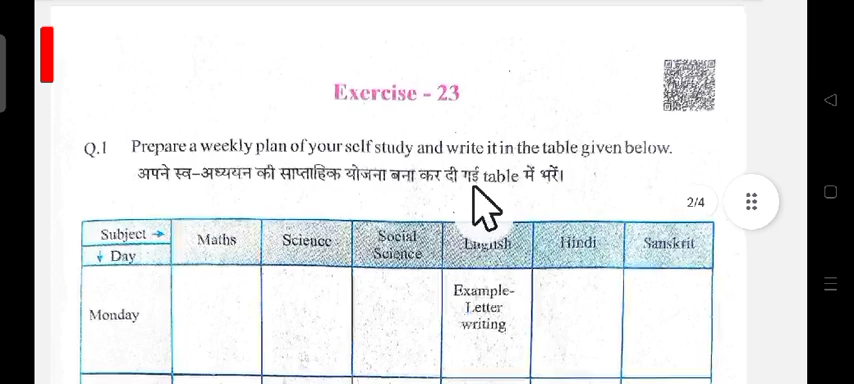 Exercise - 23
Q.1 Prepare a weekly plan of your self study and write it in the table given below.
अपने स्व-अध्ययन की साप्ताहिक योजना बना कर दी गई table में भरें।
2/4
Subject → Maths Science Social Science English Hindi Sanskrit
↓ Day
Monday Example-
Letter
writing